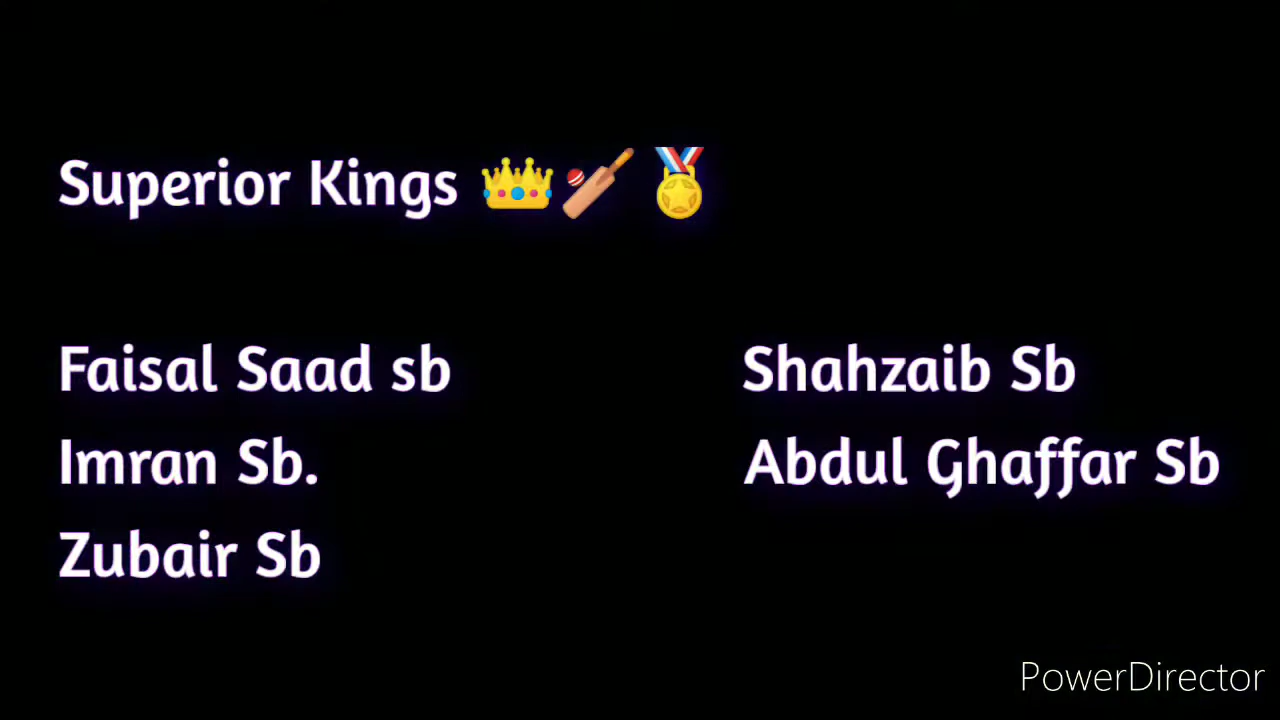 Superior Kings 👑🏏🏅
Faisal Saad sb
Imran Sb.
Zubair Sb
Shahzaib Sb
Abdul Ghaffar Sb
PowerDirector